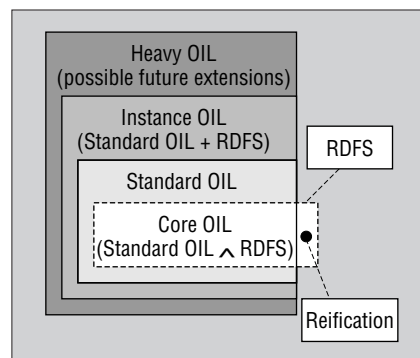 Heavy OIL
(possible future extensions)
Instance OIL
(Standard OIL + RDFS)
RDFS
Standard OIL
Core OIL
(Standard OIL ^ RDFS)
Reification